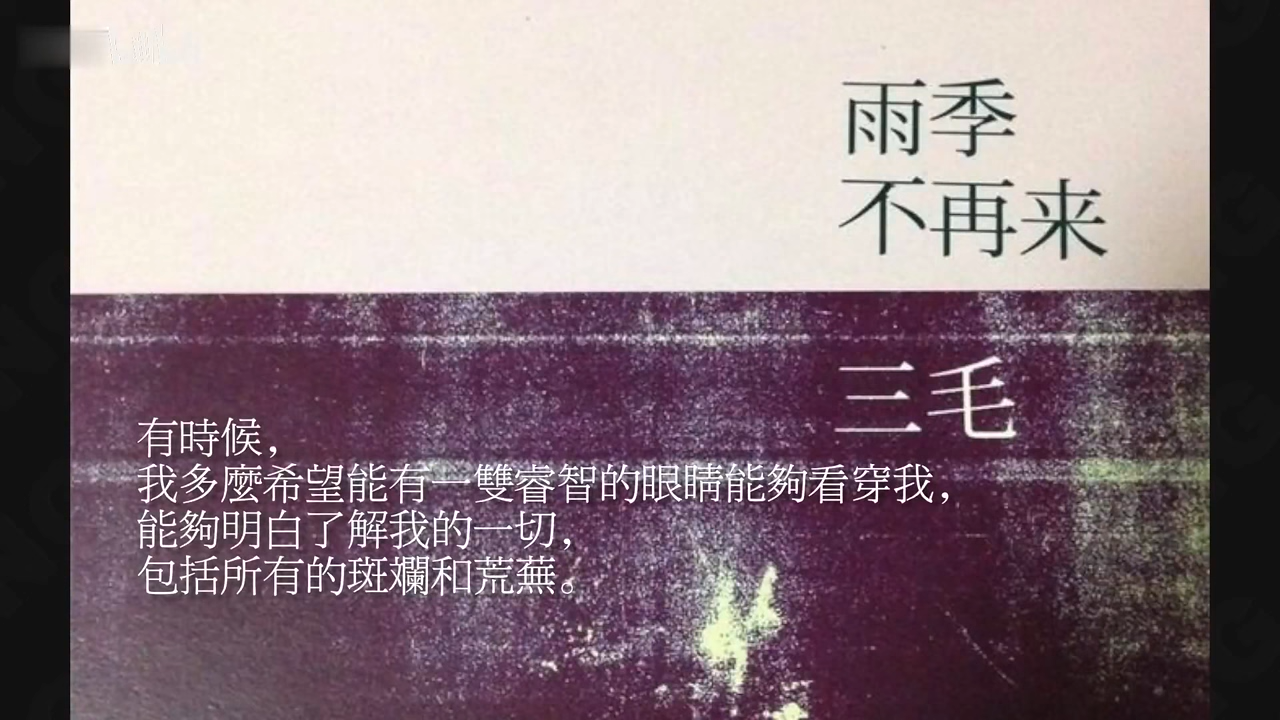 雨季
不再来
三毛
有時候，
我多麼希望能有一雙睿智的眼睛能夠看穿我，
能夠明白了解我的一切，
包括所有的斑斕和荒蕪。